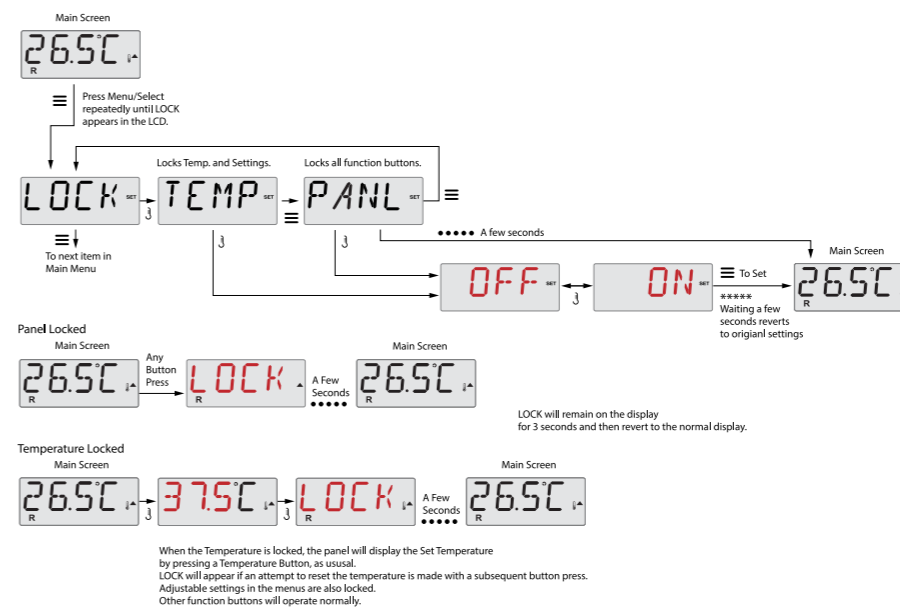 Main Screen
26.5°C
R
Press Menu/Select
repeatedly until LOCK
appears in the LCD.
Locks Temp. and Settings.
Locks all function buttons.
LOCK SET
TEMP SET
PANL SET
To next item in
Main Menu
A few seconds
Main Screen
OFF SET
ON SET
To Set
26.5°C
R
*****
Waiting a few
seconds reverts
to origianl settings
Panel Locked
Main Screen
Main Screen
26.5°C
R
Any
Button
Press
LOCK
R
A Few
Seconds
26.5°C
R
LOCK will remain on the display
for 3 seconds and then revert to the normal display.
Temperature Locked
Main Screen
Main Screen
26.5°C
R
37.5°C
LOCK
R
A Few
Seconds
26.5°C
R
When the Temperature is locked, the panel will display the Set Temperature
by pressing a Temperature Button, as ususal.
LOCK will appear if an attempt to reset the temperature is made with a subsequent button press.
Adjustable settings in the menus are also locked.
Other function buttons will operate normally.